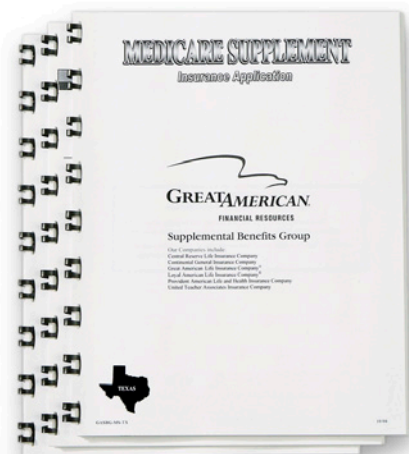 MEDICARE SUPPLEMENT
Insurance Application
GREATAMERICAN
FINANCIAL RESOURCES
Supplemental Benefits Group
Our Companies include:
Central Reserve Life Insurance Company
Continental General Insurance Company
Great American Life Insurance Company®
Loyal American Life Insurance Company®
Provident American Life and Health Insurance Company
United Teacher Associates Insurance Company
TEXAS